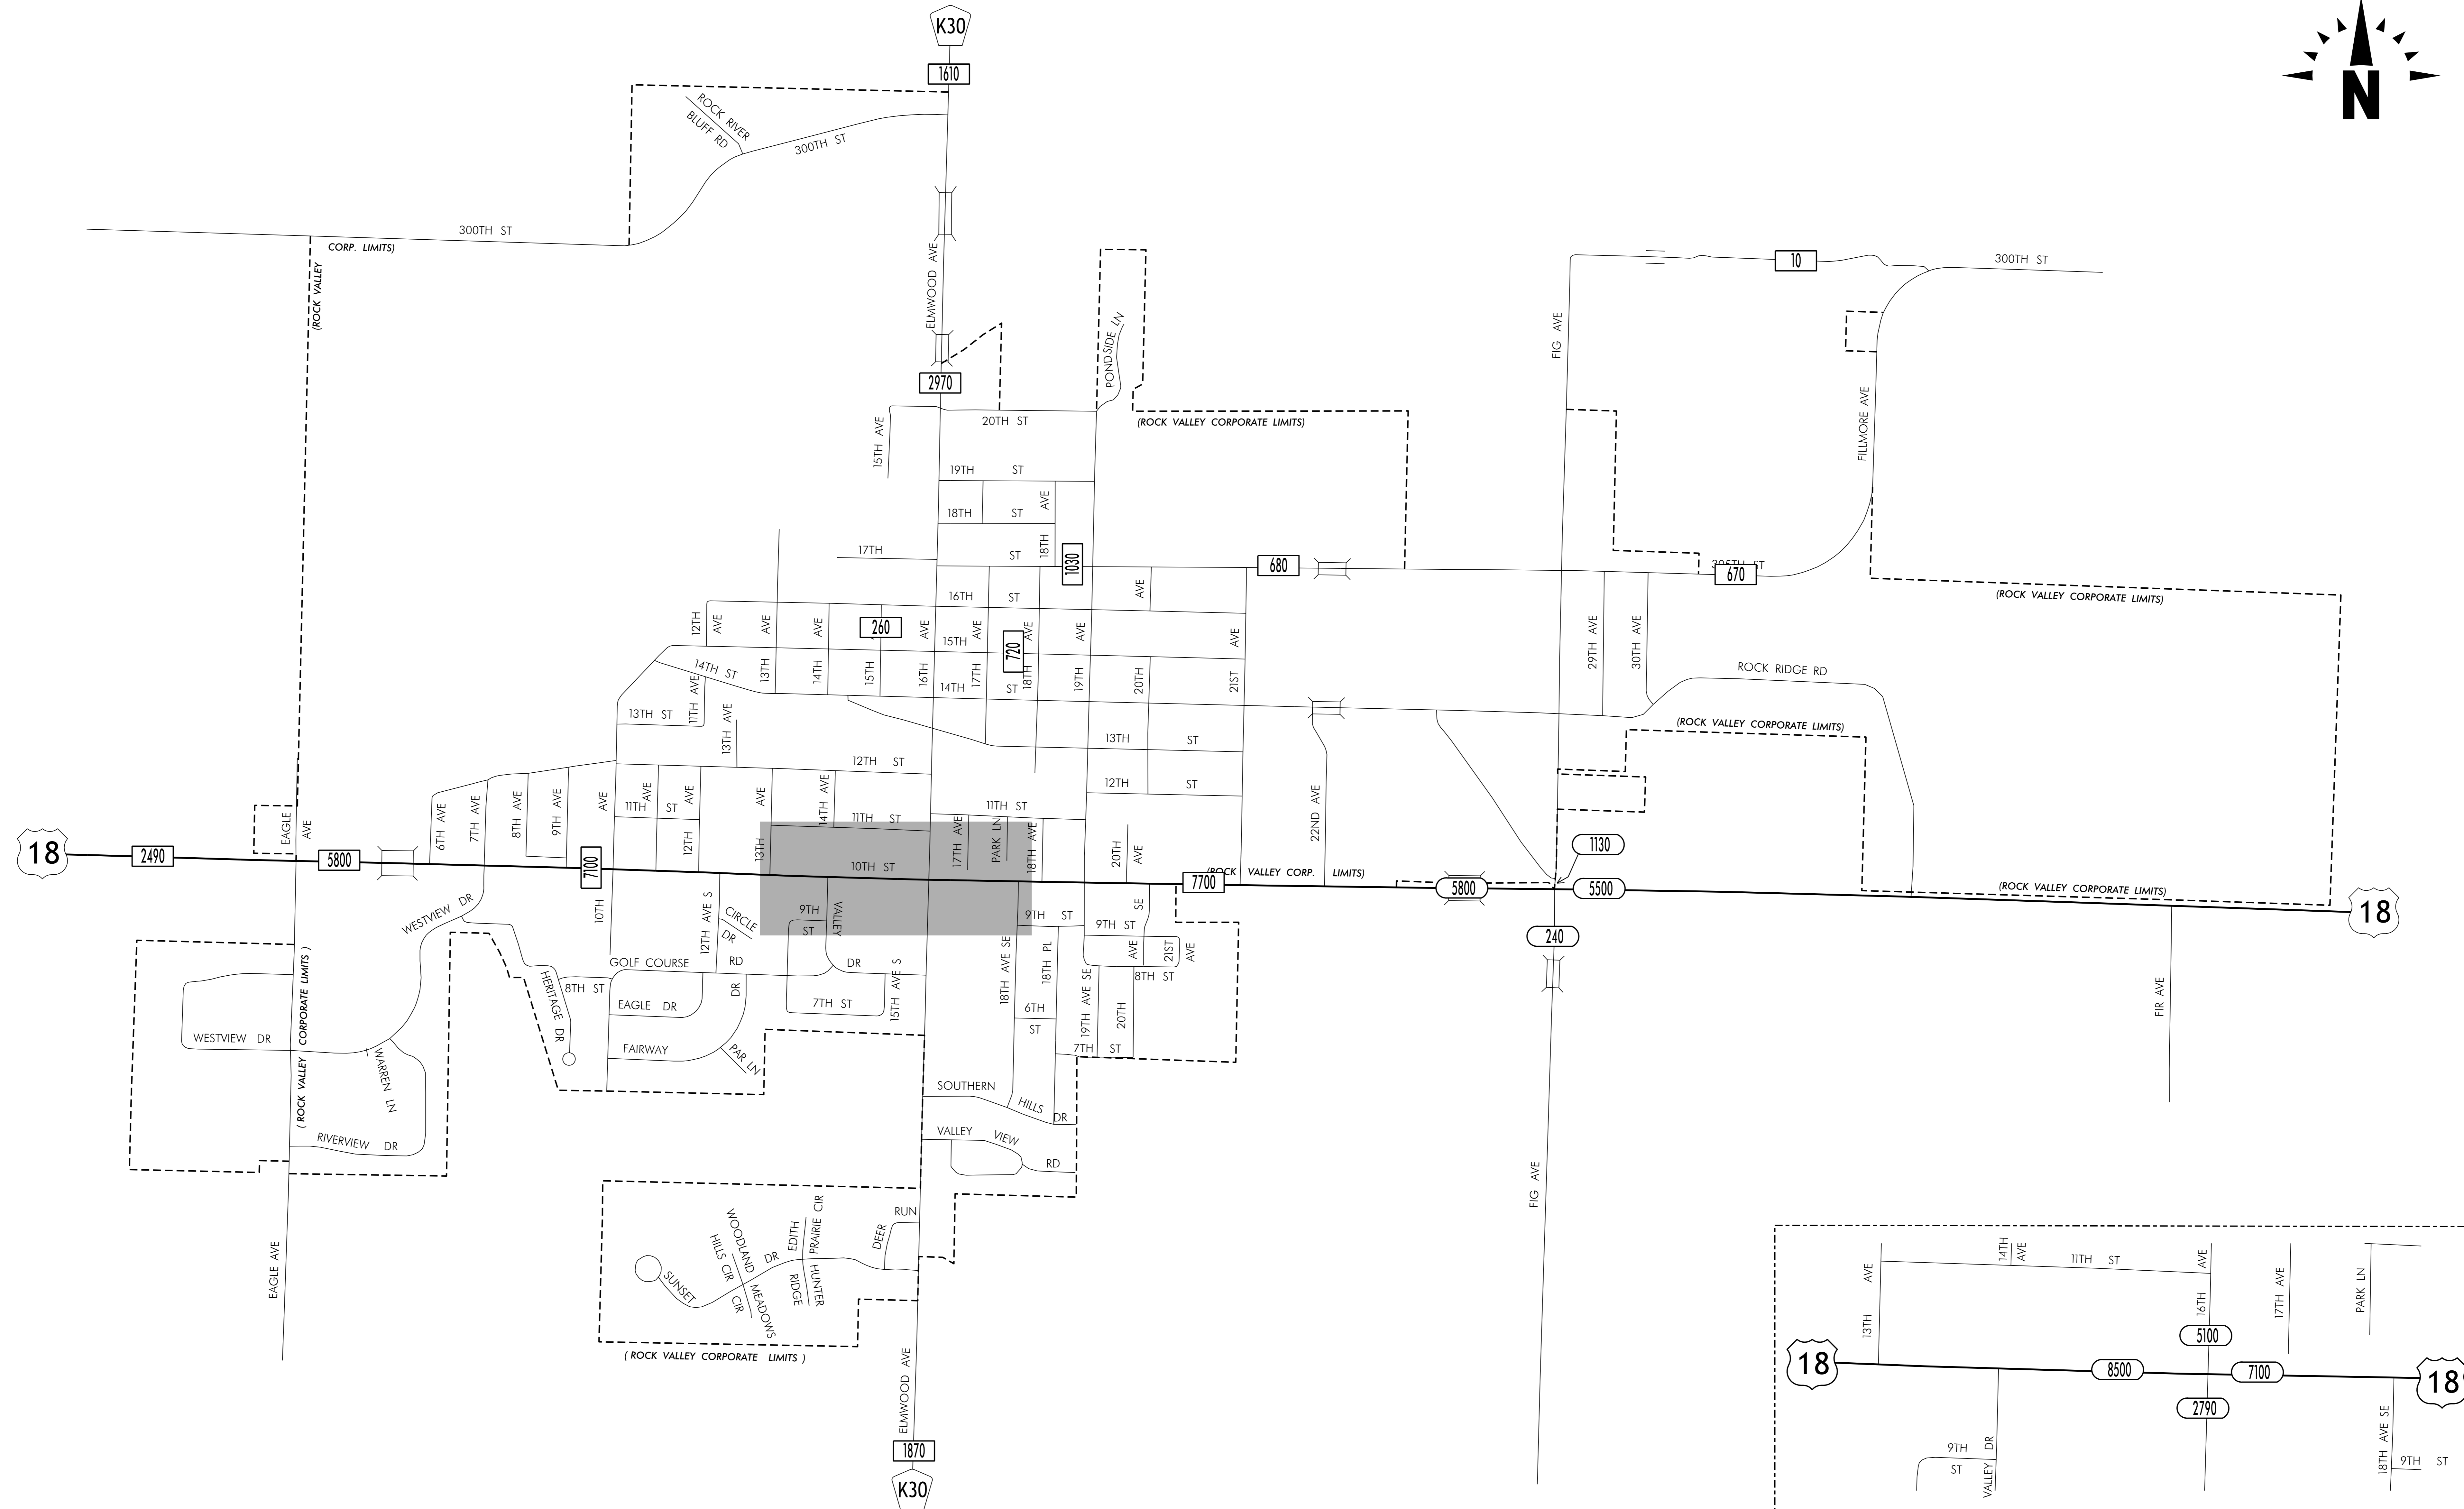 K30
1610
N
ROCK RIVER
BLUFF RD
300TH ST
300TH ST
CORP. LIMITS)
(ROCK VALLEY
ELMWOOD AVE
2970
PONDSIDE LN
20TH ST
15TH AVE
(ROCK VALLEY CORPORATE LIMITS)
FIG AVE
10
300TH ST
FILLMORE AVE
19TH ST
18TH ST
18TH AVE
17TH ST
1030
680
670
(ROCK VALLEY CORPORATE LIMITS)
16TH ST
AVE
12TH AVE
13TH AVE
14TH AVE
260
15TH
16TH AVE
15TH
17TH AVE
720
18TH AVE
19TH AVE
20TH
21ST AVE
29TH AVE
30TH AVE
ROCK RIDGE RD
14TH ST
14TH ST
11TH AVE
13TH ST
13TH AVE
13TH ST
(ROCK VALLEY CORPORATE LIMITS)
12TH ST
12TH ST
6TH AVE
7TH AVE
8TH AVE
9TH AVE
10TH AVE
11TH ST
AVE
12TH AVE
13TH AVE
14TH AVE
11TH ST
11TH ST
17TH AVE
PARK LN
18TH AVE
20TH AVE
22ND AVE
EAGLE AVE
18
2490
5800
7100
10TH ST
7700
(ROCK VALLEY CORP. LIMITS)
5800
1130
5500
(ROCK VALLEY CORPORATE LIMITS)
18
240
WESTVIEW DR
12TH AVE S
CIRCLE
DR
9TH
ST
VALLEY
DR
9TH ST
9TH ST
SE
AVE
21ST
AVE
8TH ST
GOLF COURSE RD
HERITAGE DR
8TH ST
EAGLE DR
DR
FAIRWAY
PAR LN
7TH ST
15TH AVE S
18TH AVE SE
18TH PL
6TH
ST
19TH AVE SE
20TH
7TH ST
WESTVIEW DR
(ROCK VALLEY CORPORATE LIMITS)
WARREN LN
RIVERVIEW DR
SOUTHERN
HILLS
DR
VALLEY VIEW
RD
FIR AVE
FIG AVE
EAGLE AVE
RUN
DEER
SUNSET
DR
WOODLAND
HILLS CIR
MEADOWS
CIR
EDITH
PRAIRIE CIR
RIDGE
HUNTER
(ROCK VALLEY CORPORATE LIMITS)
ELMWOOD AVE
1870
K30
13TH AVE
14TH
AVE
11TH ST
16TH AVE
17TH AVE
PARK LN
5100
18
8500
7100
18
2790
9TH
ST
VALLEY DR
18TH AVE SE
9TH ST